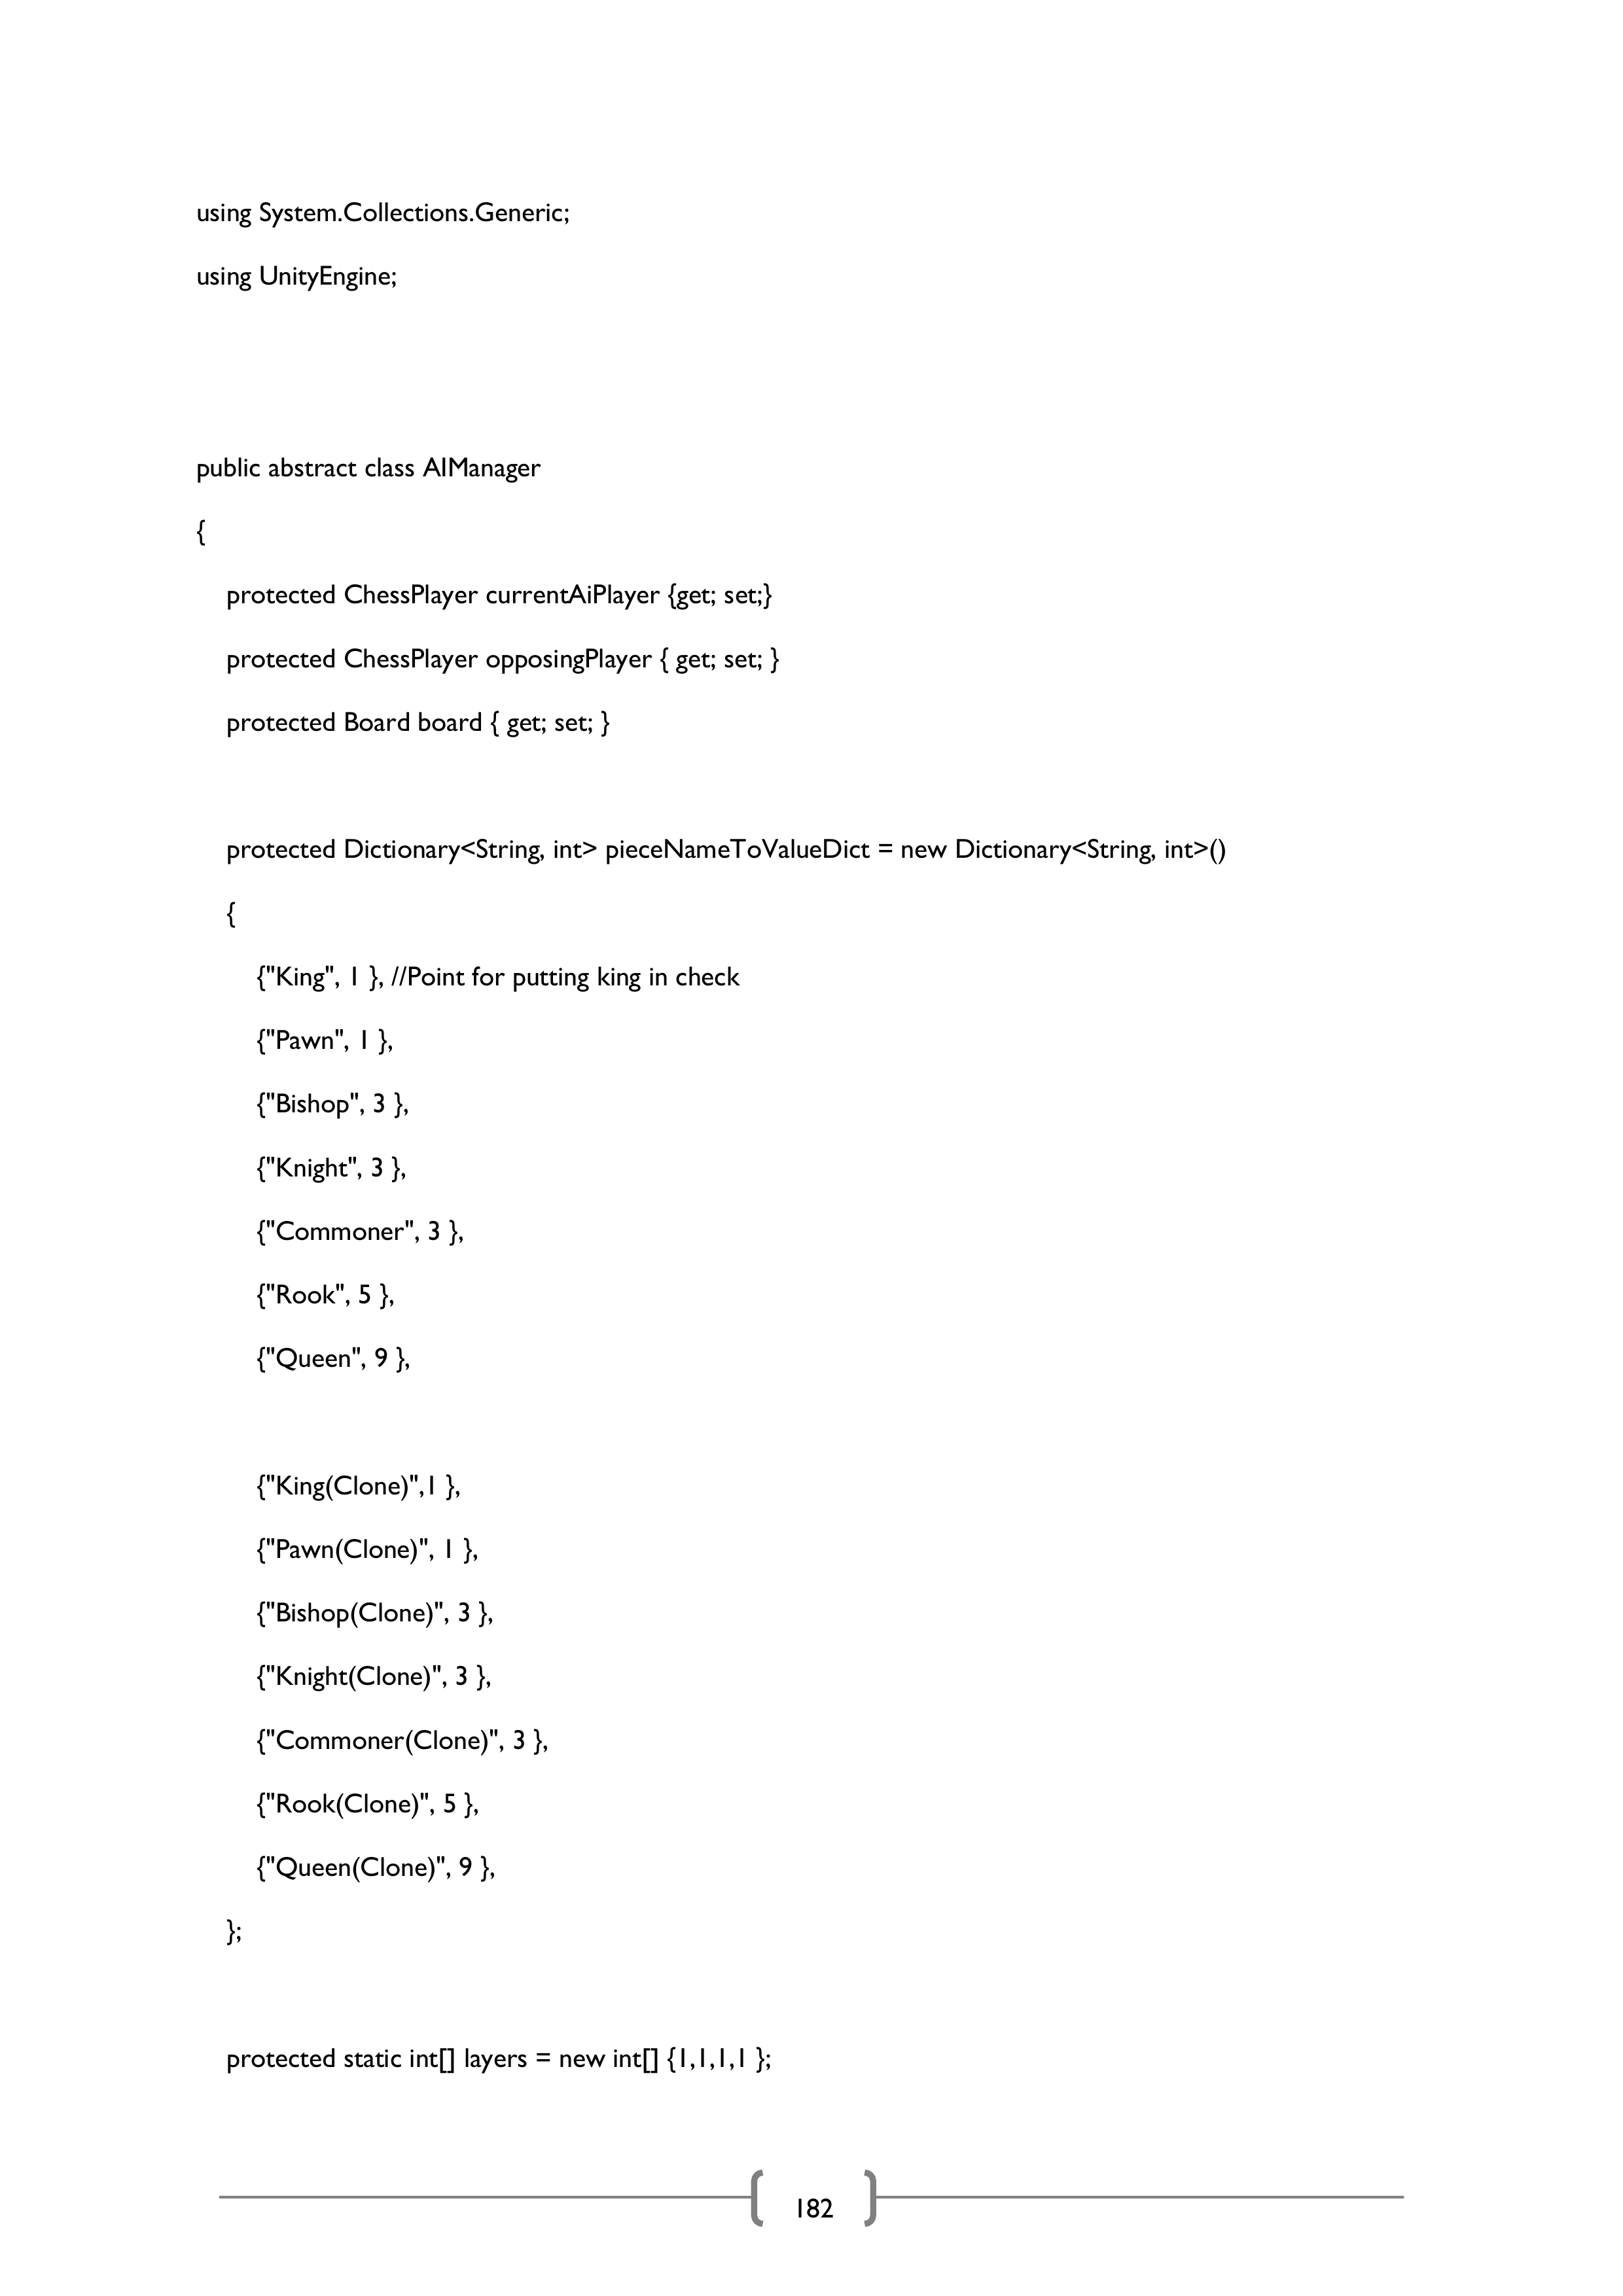 using System.Collections.Generic;
using UnityEngine;
public abstract class AIManager
{
protected ChessPlayer currentAiPlayer {get; set;}
protected ChessPlayer opposingPlayer { get; set; }
protected Board board { get; set; }
protected Dictionary<String, int> pieceNameToValueDict = new Dictionary<String, int>()
{
{"King", 1 }, //Point for putting king in check
{"Pawn", 1 },
{"Bishop", 3 },
{"Knight", 3 },
{"Commoner", 3 },
{"Rook", 5 },
{"Queen", 9 },
{"King(Clone)",1 },
{"Pawn(Clone)", 1 },
{"Bishop(Clone)", 3 },
{"Knight(Clone)", 3 },
{"Commoner(Clone)", 3 },
{"Rook(Clone)", 5 },
{"Queen(Clone)", 9 },
};
protected static int[] layers = new int[] {1,1,1,1 };
182